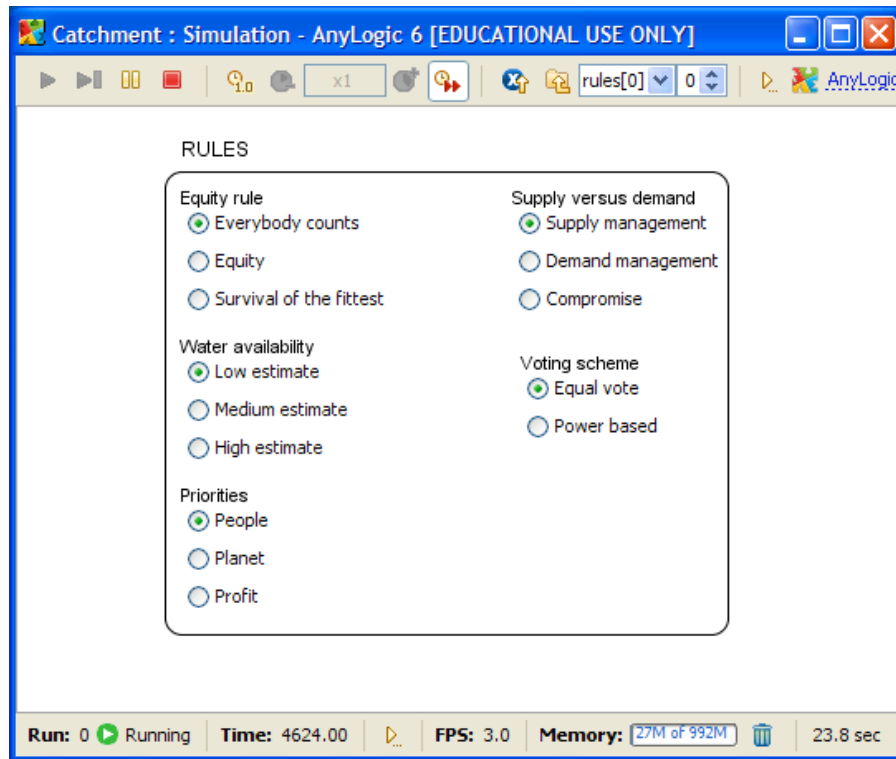 Catchment : Simulation - AnyLogic 6 [EDUCATIONAL USE ONLY]
1.0 x1 rules[0] 0 AnyLogic
RULES
Equity rule
Everybody counts
Equity
Survival of the fittest
Water availability
Low estimate
Medium estimate
High estimate
Priorities
People
Planet
Profit
Supply versus demand
Supply management
Demand management
Compromise
Voting scheme
Equal vote
Power based
Run: 0 Running Time: 4624.00 FPS: 3.0 Memory: 27M of 992M 23.8 sec